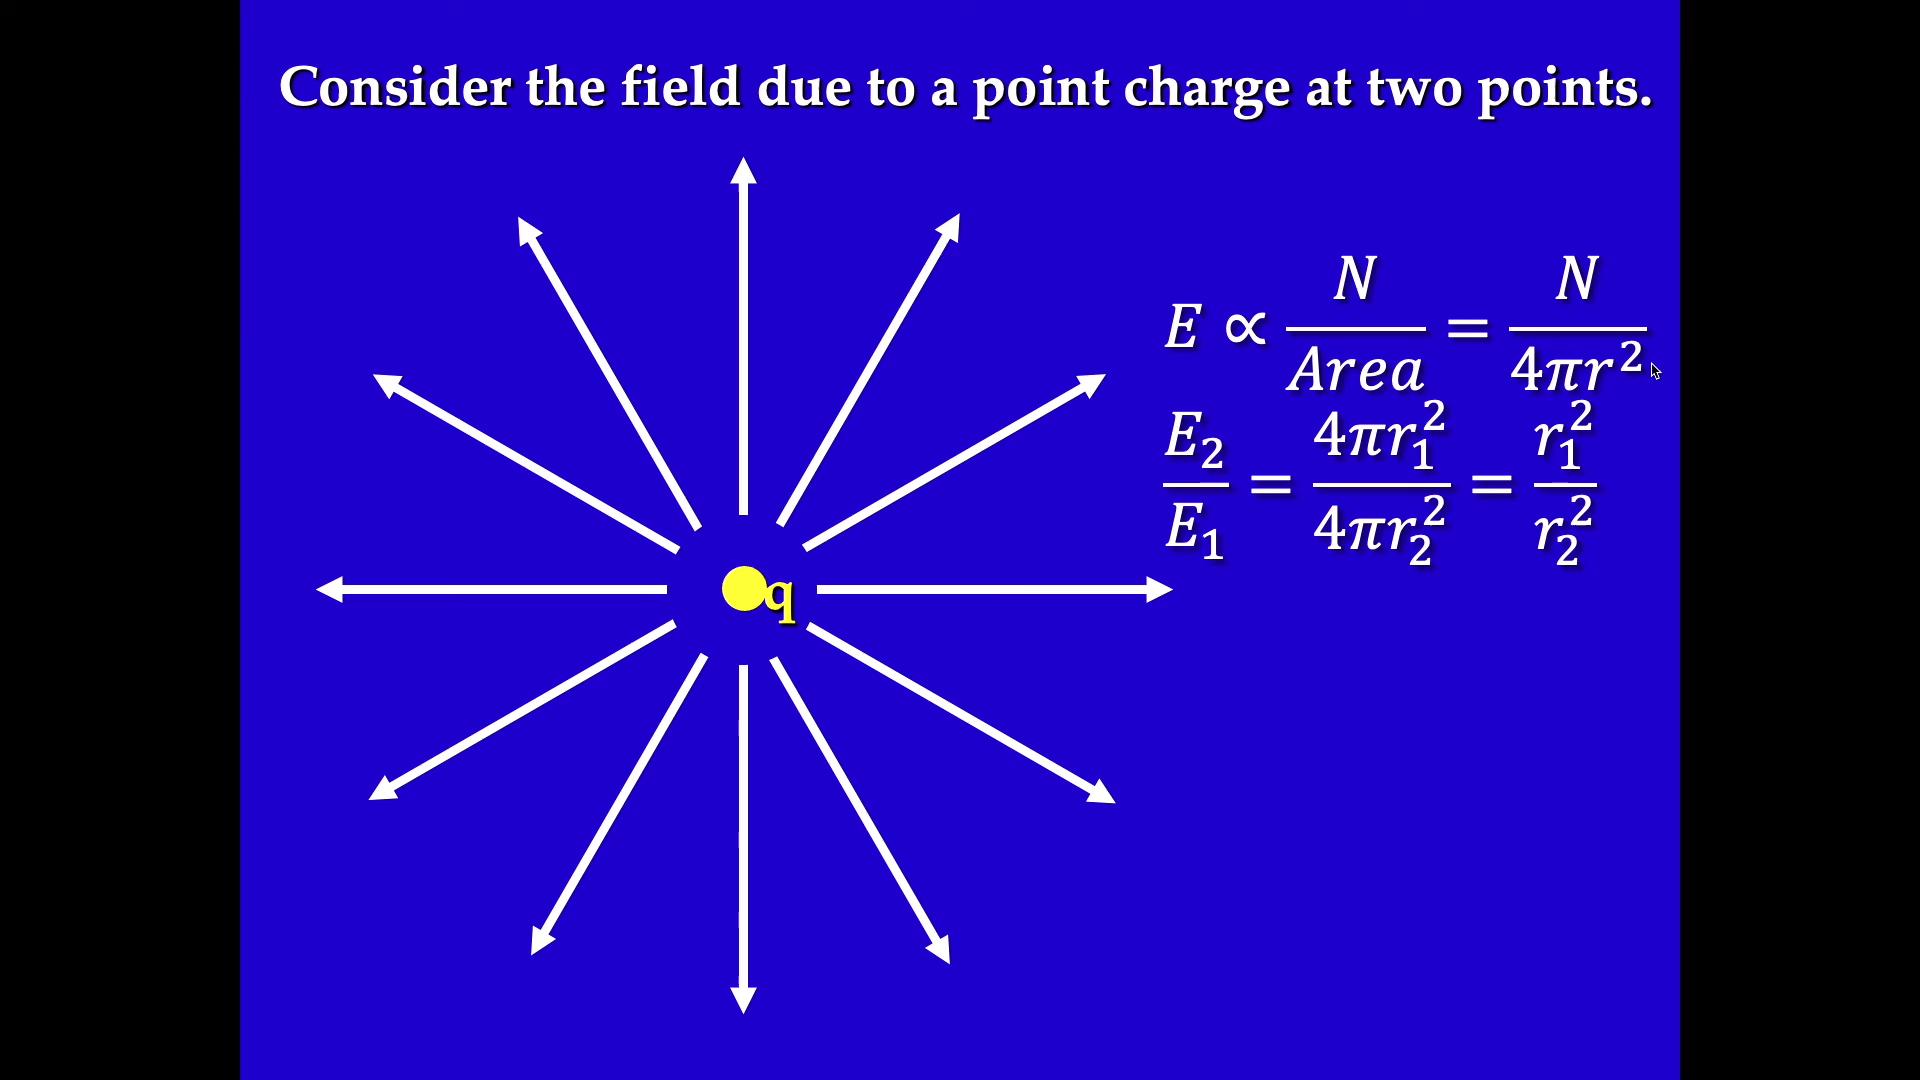 Consider the field due to a point charge at two points.
E ∝ N/Area = N/4πr²
E₂/E₁ = 4πr₁²/4πr₂² = r₁²/r₂²
q